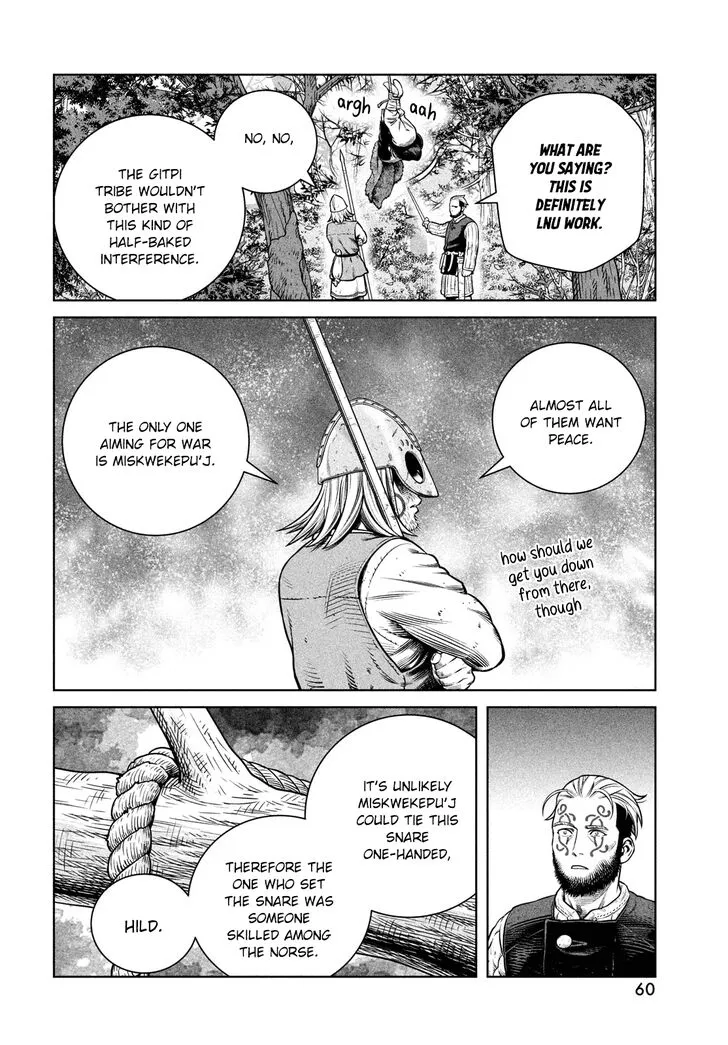 WHAT ARE
YOU SAYING?
THIS IS
DEFINITELY
LNU WORK.
argh
aah
NO, NO,
THE GITPI
TRIBE WOULDN'T
BOTHER WITH
THIS KIND OF
HALF-BAKED
INTERFERENCE.
ALMOST ALL
OF THEM WANT
PEACE.
THE ONLY ONE
AIMING FOR WAR
IS MISKWEKEPU'J.
how should we
get you down
from there,
though
IT'S UNLIKELY
MISKWEKEPU'J
COULD TIE THIS
SNARE
ONE-HANDED,
THEREFORE THE
ONE WHO SET
THE SNARE WAS
SOMEONE
SKILLED AMONG
THE NORSE.
HILD.
60